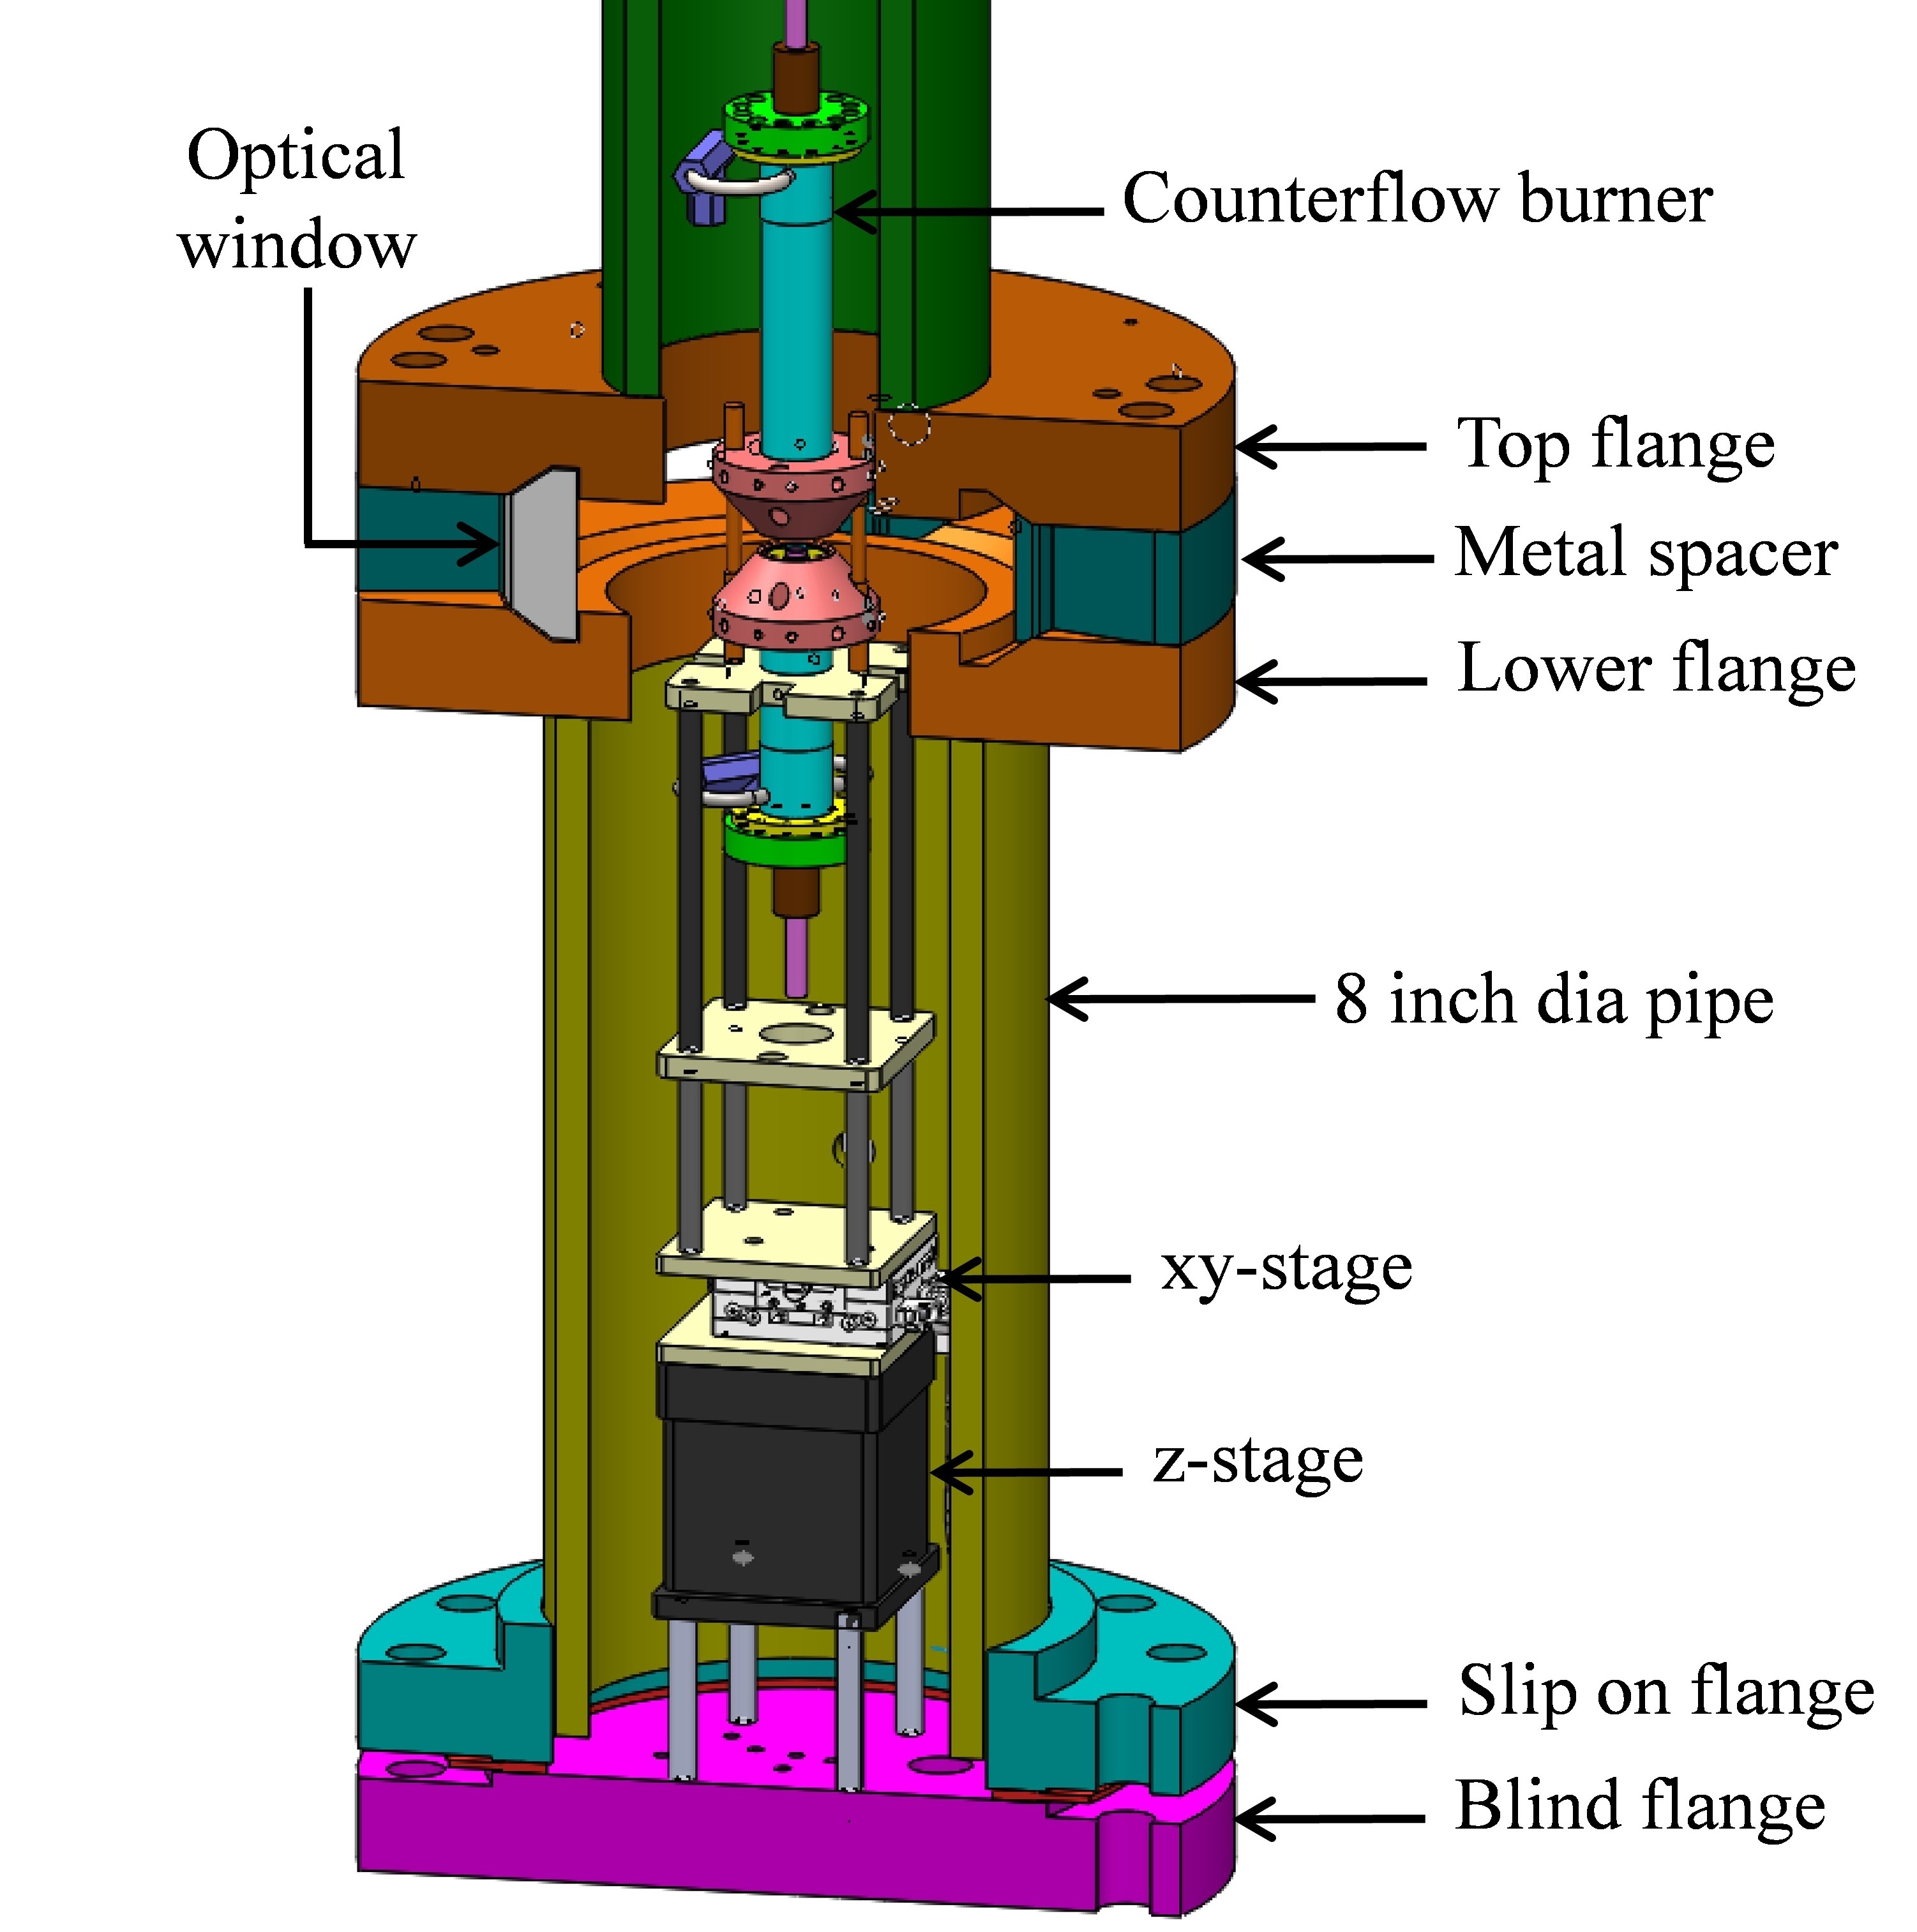 Optical
window
Counterflow burner
Top flange
Metal spacer
Lower flange
8 inch dia pipe
xy-stage
z-stage
Slip on flange
Blind flange